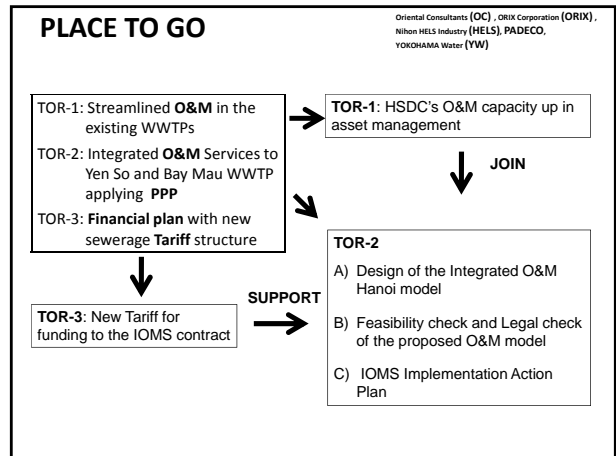 PLACE TO GO
Oriental Consultants (OC) , ORIX Corporation (ORIX) ,
Nihon HELS Industry (HELS), PADECO,
YOKOHAMA Water (YW)
TOR-1: Streamlined O&M in the
existing WWTPs
TOR-2: Integrated O&M Services to
Yen So and Bay Mau WWTP
applying PPP
TOR-3: Financial plan with new
sewerage Tariff structure
TOR-1: HSDC's O&M capacity up in
asset management
JOIN
TOR-3: New Tariff for
funding to the IOMS contract
SUPPORT
TOR-2
A) Design of the Integrated O&M
Hanoi model
B) Feasibility check and Legal check
of the proposed O&M model
C) IOMS Implementation Action
Plan